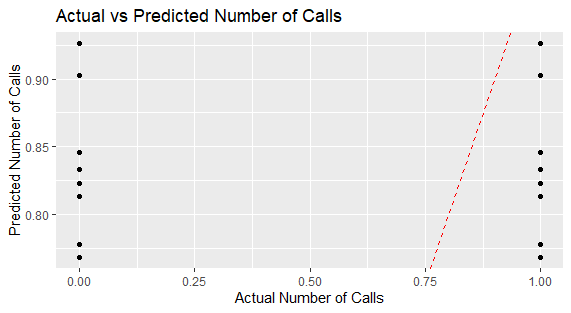 Actual vs Predicted Number of Calls
Predicted Number of Calls
0.90
0.85
0.80
0.00 0.25 0.50 0.75 1.00
Actual Number of Calls